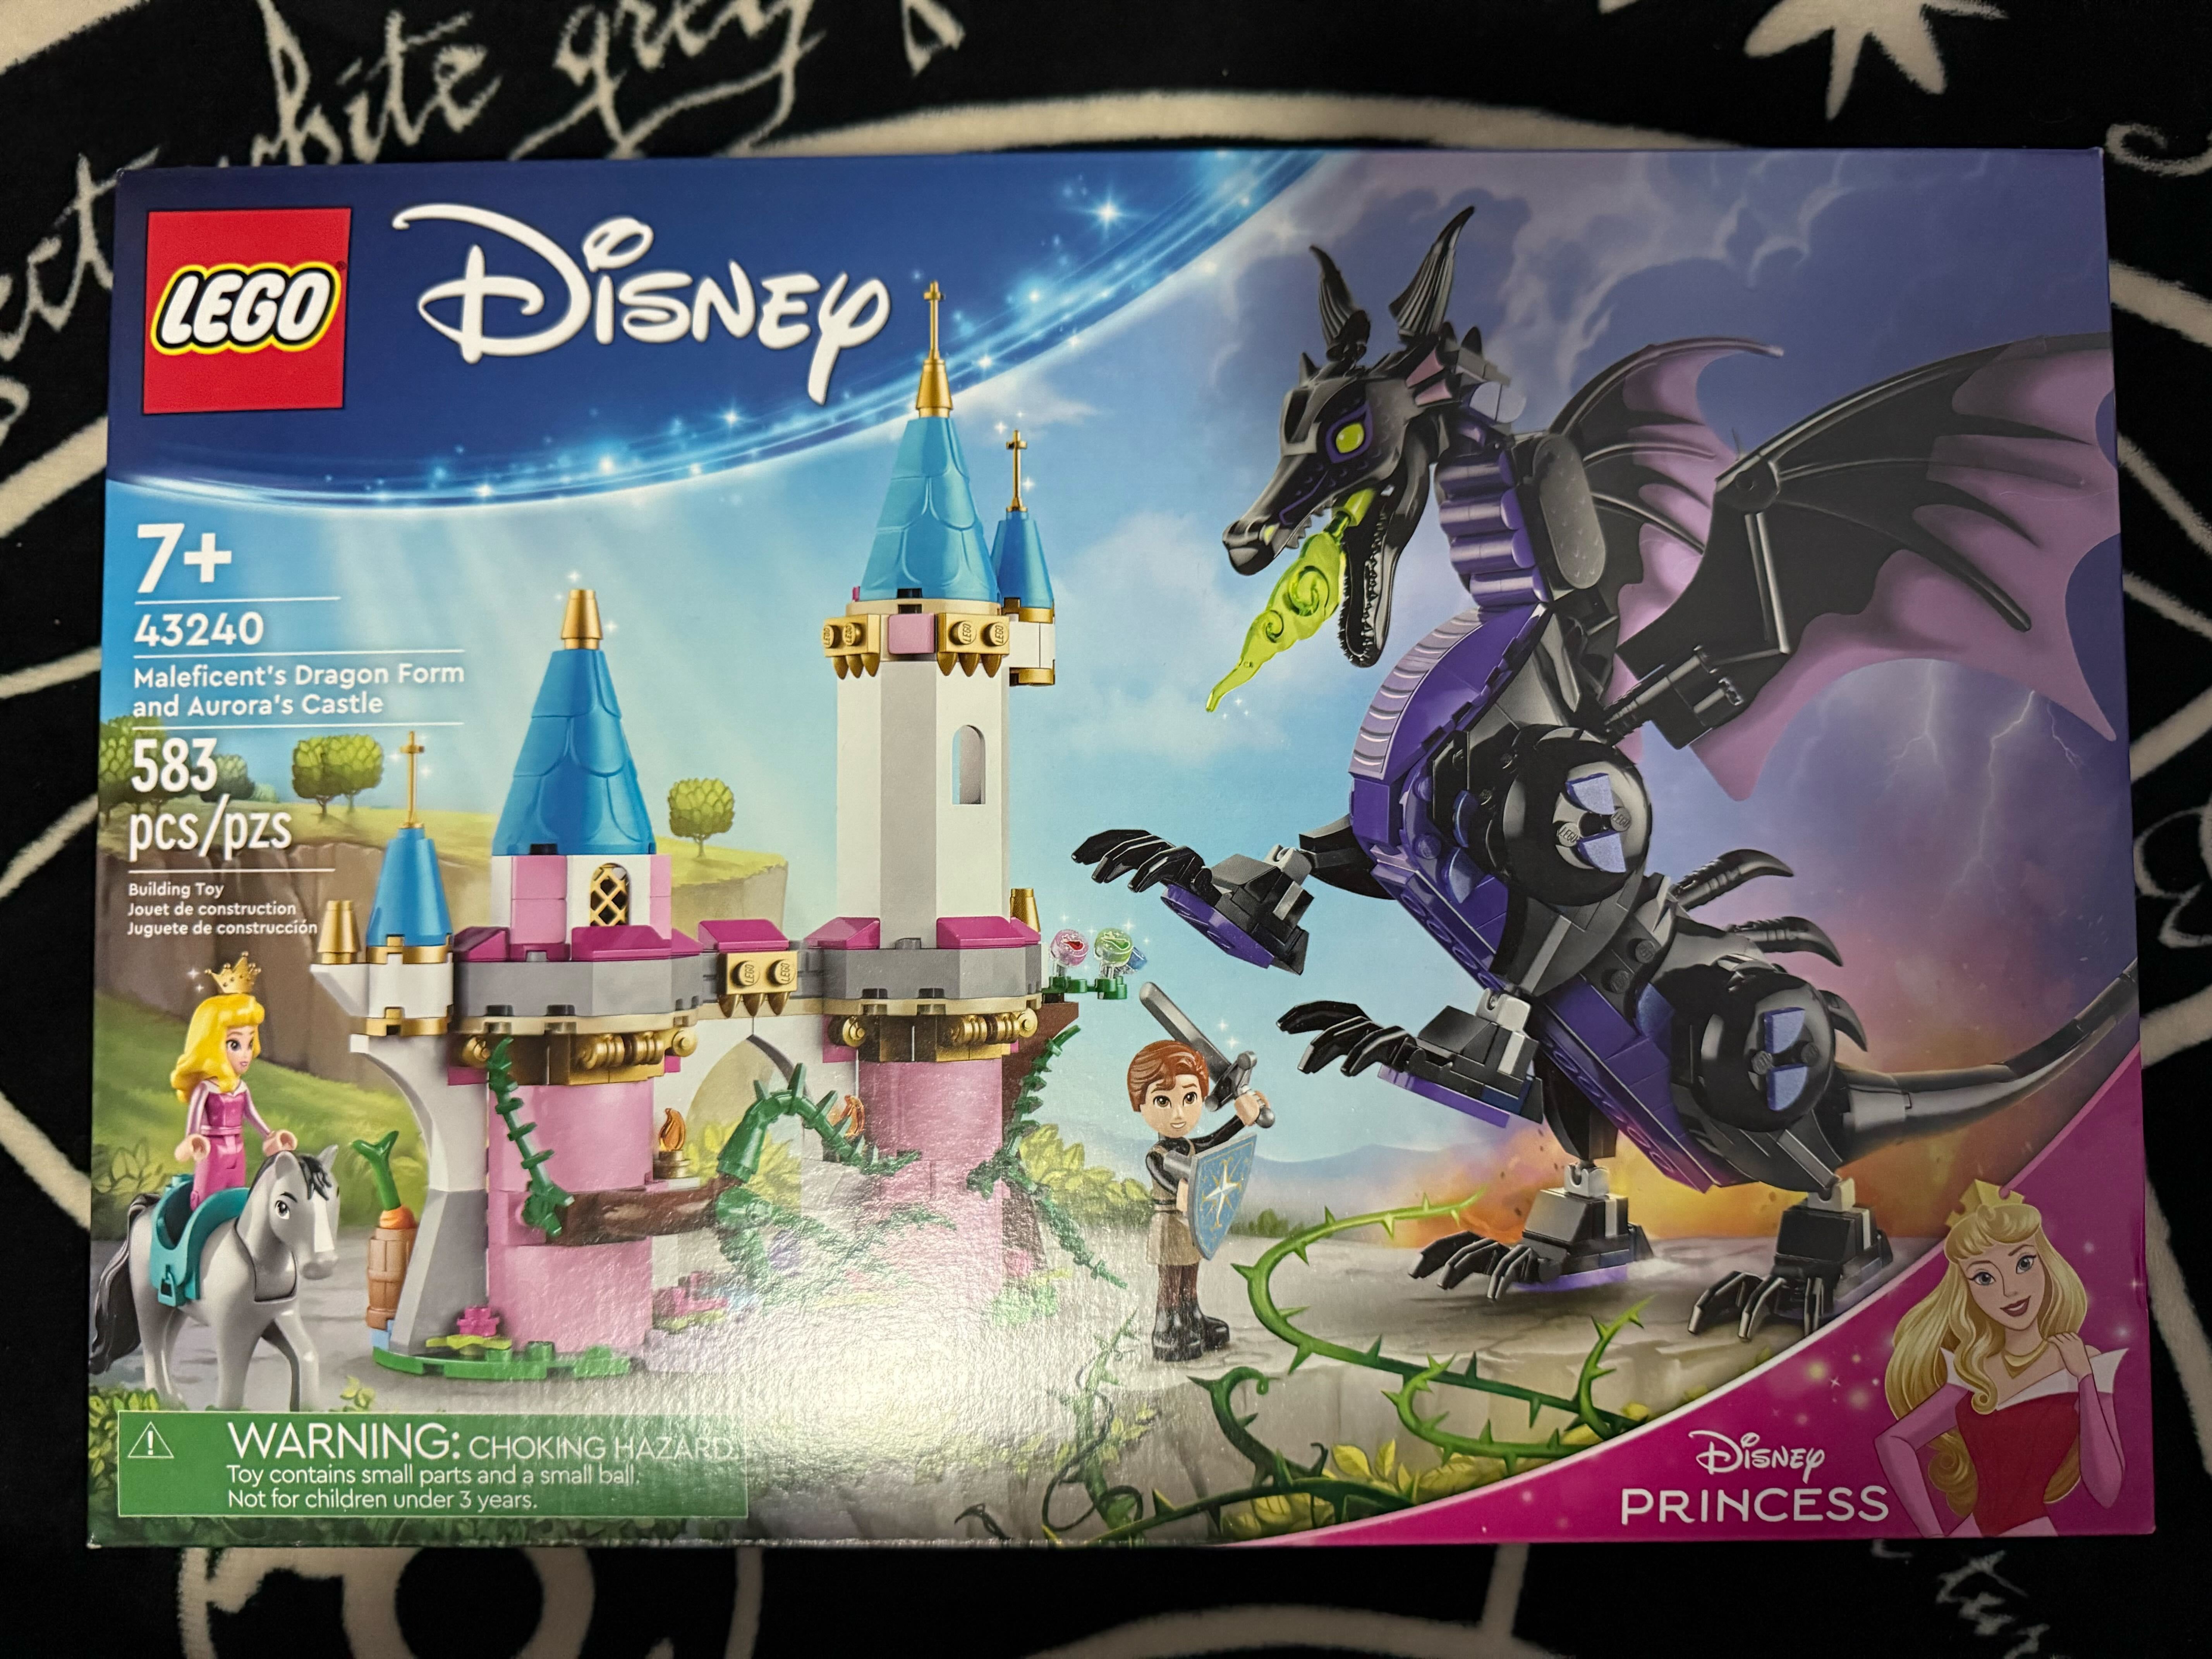 white grey
LEGO
Disney
7+
43240
Maleficent's Dragon Form
and Aurora's Castle
583
pcs/pzs
Building Toy
Jouet de construction
Juguete de construcción
WARNING: CHOKING HAZARD.
Toy contains small parts and a small ball.
Not for children under 3 years.
Disney
PRINCESS